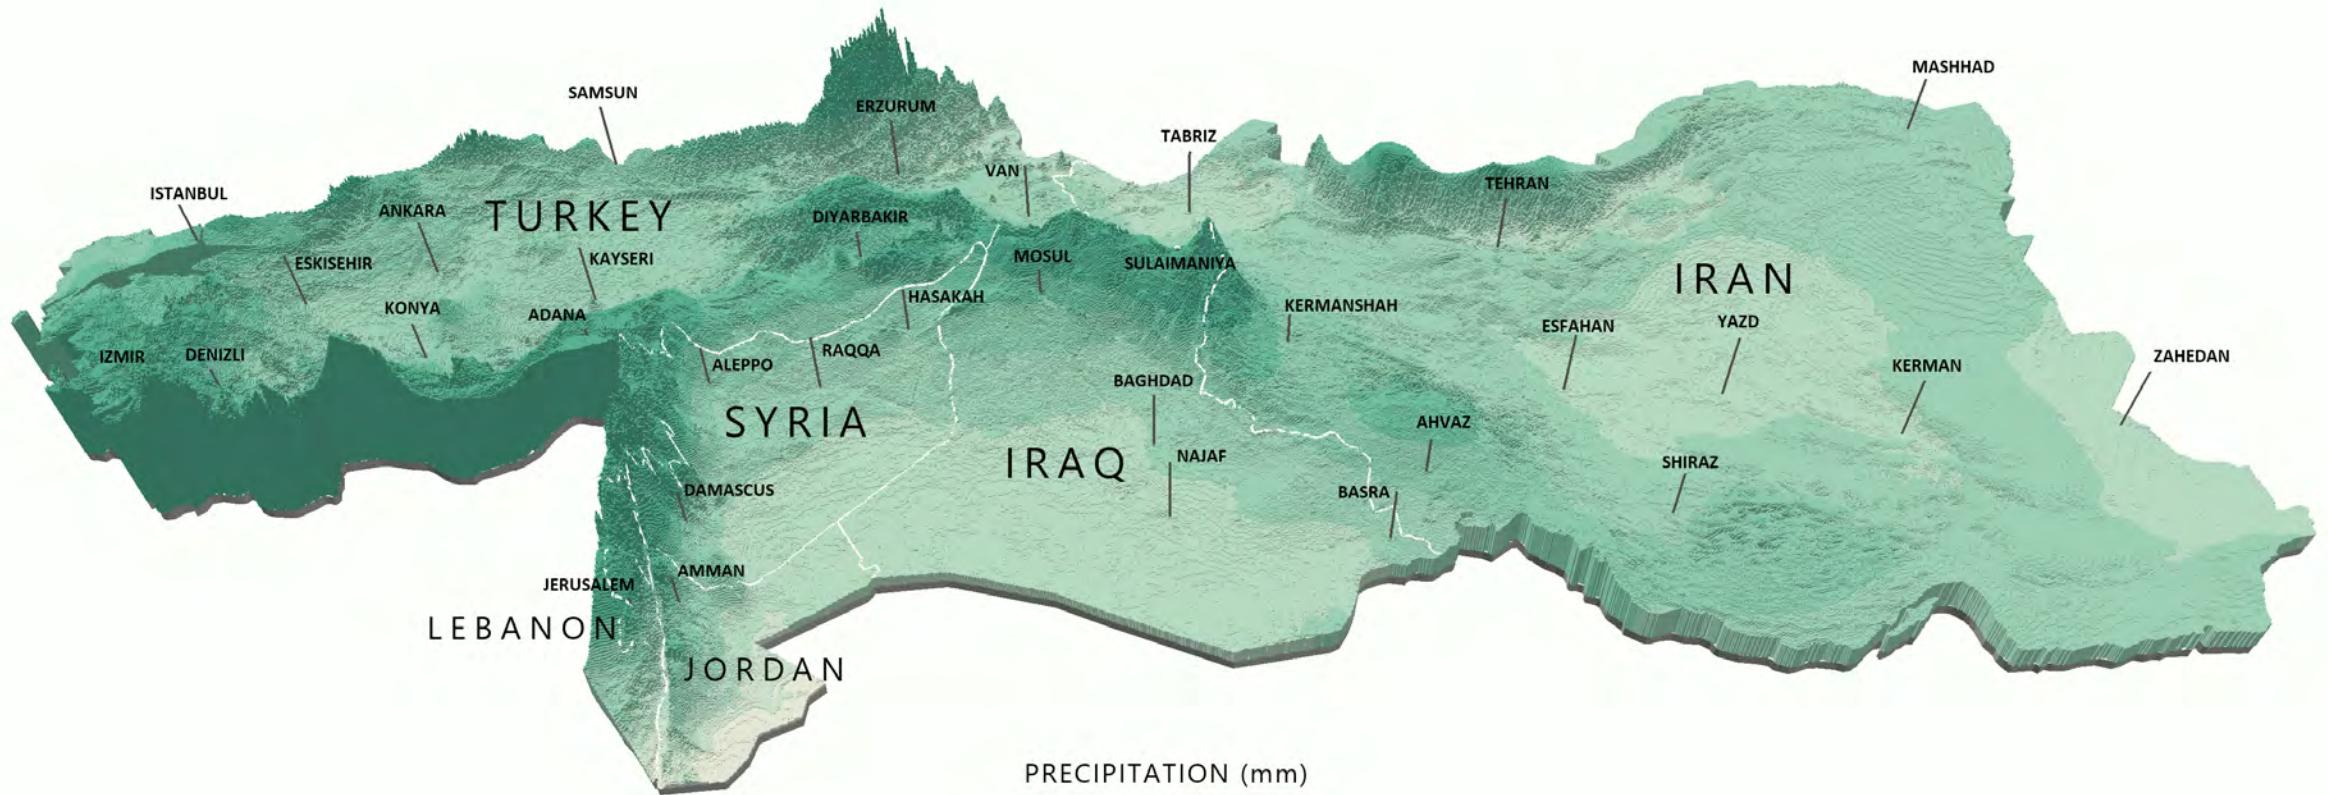 MASHHAD
SAMSUN
ERZURUM
TABRIZ
VAN
TEHRAN
ISTANBUL
ANKARA
TURKEY
DIYARBAKIR
ESKISEHIR
KAYSERI
MOSUL
SULAIMANIYA
IRAN
HASAKAH
KONYA
ADANA
KERMANSHAH
ESFAHAN
YAZD
IZMIR
DENIZLI
ALEPPO
RAQQA
ZAHEDAN
KERMAN
BAGHDAD
SYRIA
AHVAZ
IRAQ
NAJAF
SHIRAZ
DAMASCUS
BASRA
AMMAN
JERUSALEM
LEBANON
JORDAN
PRECIPITATION (mm)